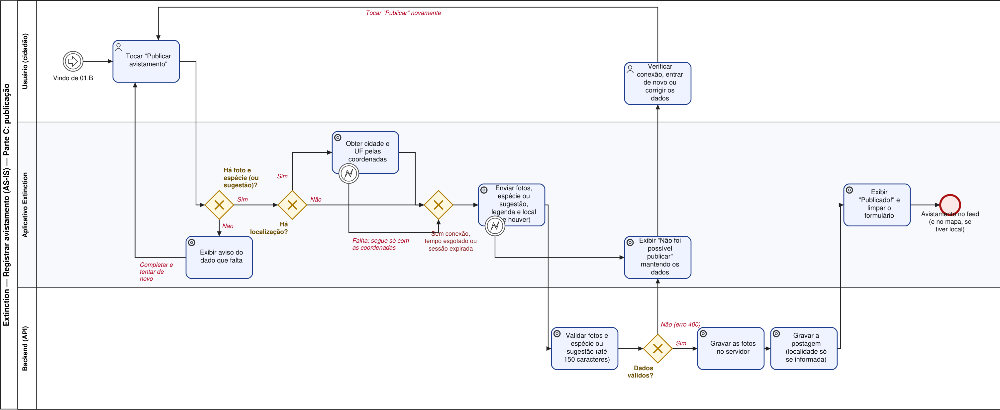 Extinction — Registrar avistamento (AS-IS) — Parte C: publicação
Usuário (cidadão)
Tocar "Publicar" novamente
Vindo de 01.B
Tocar "Publicar
avistamento"
Verificar
conexão, entrar
de novo ou
corrigir os
dados
Aplicativo Extinction
Há foto e
espécie (ou
sugestão)?
Sim
Não
Exibir aviso do
dado que falta
Completar e
tentar de
novo
Há
localização?
Sim
Não
Obter cidade e
UF pelas
coordenadas
Falha: segue só com
as coordenadas
Enviar fotos,
espécie ou
sugestão,
legenda e local
e houver)
Sem conexão,
tempo esgotado ou
sessão expirada
Exibir "Não foi
possível
publicar"
mantendo os
dados
Exibir
"Publicado!" e
limpar o
formulário
Avistamento no feed
(e no mapa, se
tiver local)
Backend (API)
Validar fotos e
espécie ou
sugestão (até
150 caracteres)
Dados
válidos?
Não (erro 400)
Sim
Gravar as fotos
no servidor
Gravar a
postagem
(localidade só
se informada)